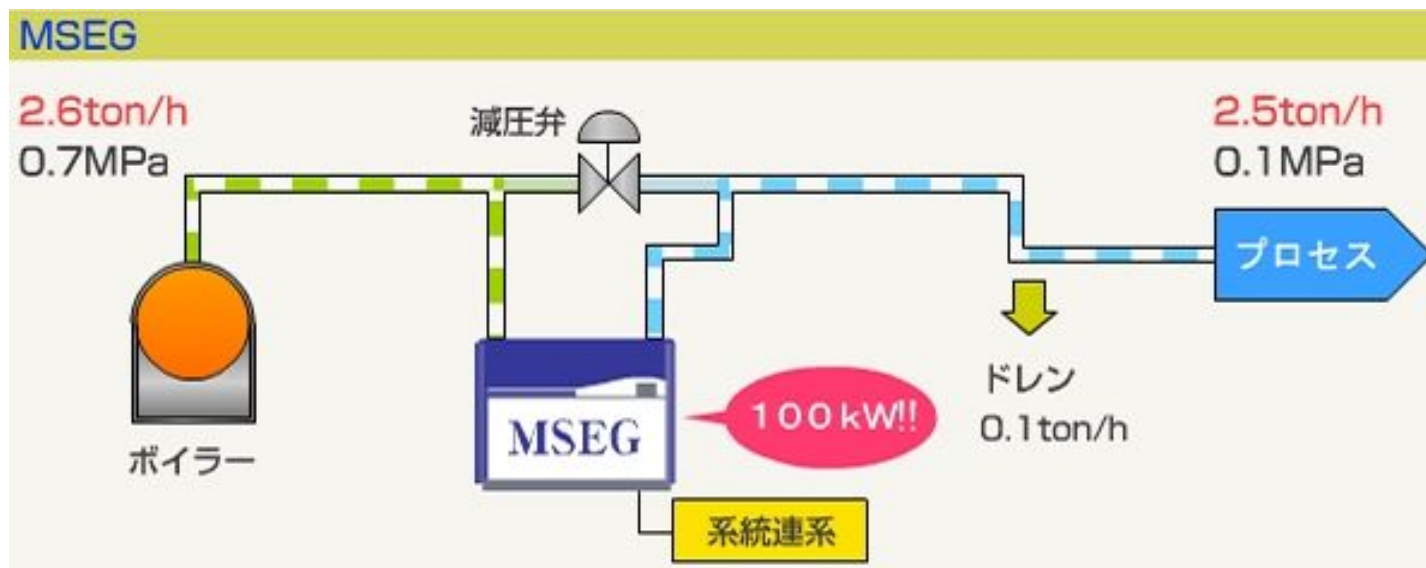 MSEG
2.6ton/h
0.7MPa
減圧弁
2.5ton/h
0.1MPa
プロセス
ボイラー
MSEG
100kW!!
ドレン
0.1ton/h
系統連系